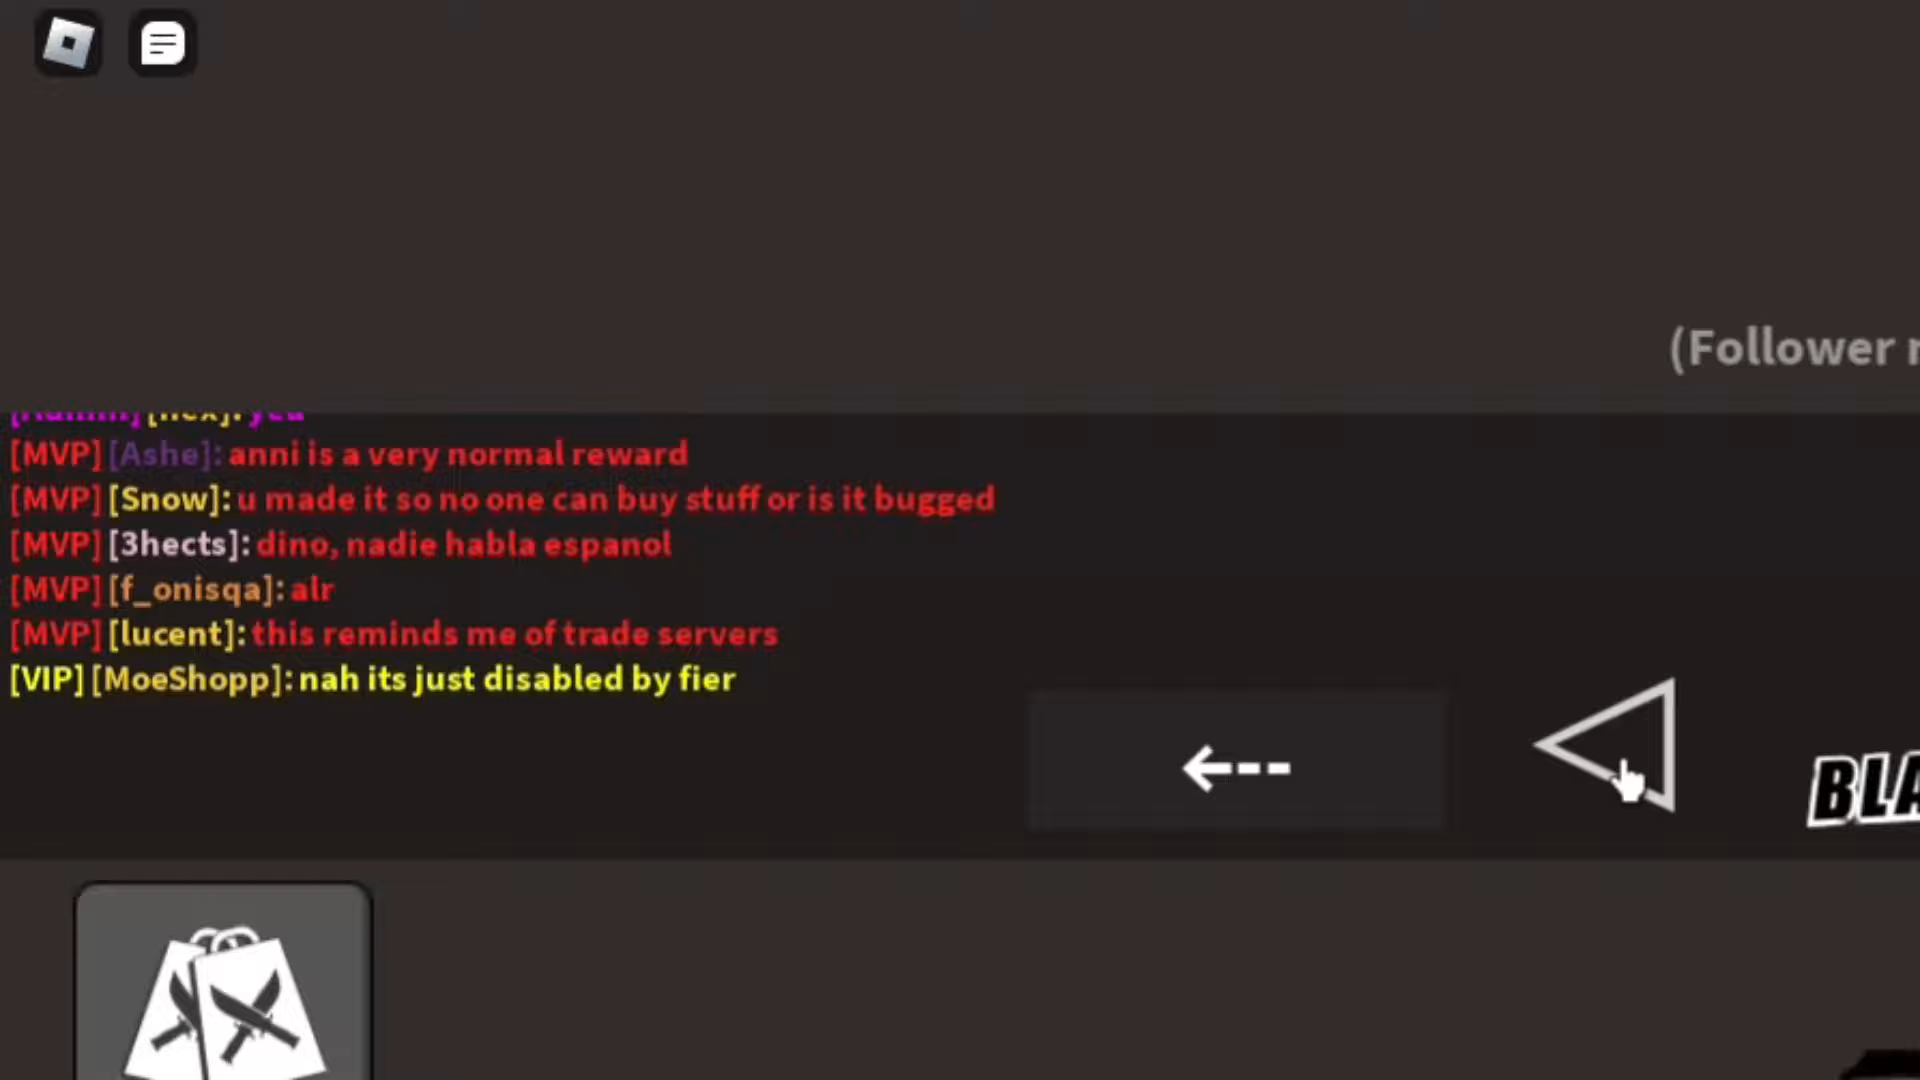 (Follower
[MVP] [Ashe]: anni is a very normal reward
[MVP] [Snow]: u made it so no one can buy stuff or is it bugged
[MVP] [3hects]: dino, nadie habla espanol
[MVP] [f_onisqa]: alr
[MVP] [lucent]: this reminds me of trade servers
[VIP] [MoeShopp]: nah its just disabled by fier